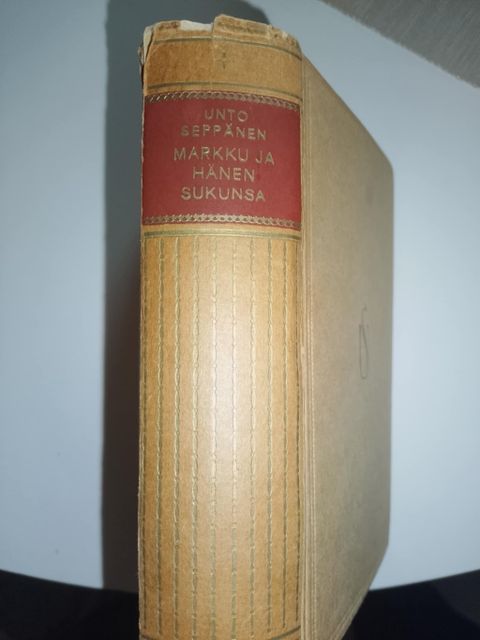 UNTO
SEPPÄNEN
MARKKU JA
HÄNEN
SUKUNSA